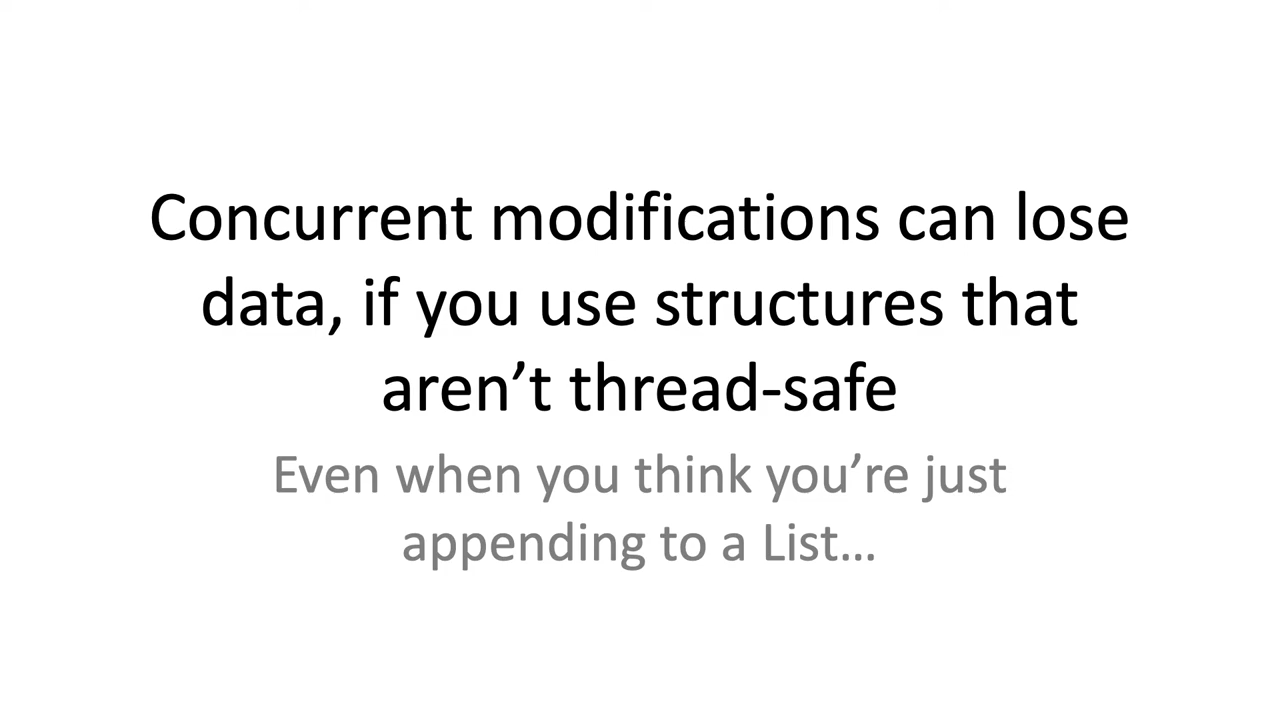 Concurrent modifications can lose
data, if you use structures that
aren’t thread-safe
Even when you think you’re just
appending to a List…